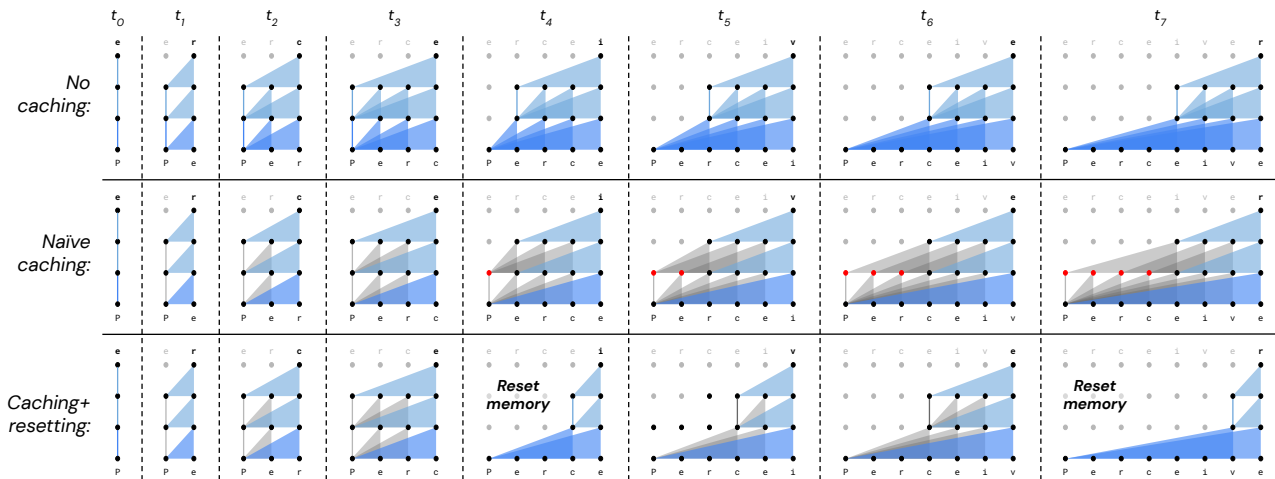 t0 t1 t2 t3 t4 t5 t6 t7
e e r e r c e r c e e r c e i e r c e i v e r c e i v e e r c e i v e r
No
caching:
P P e P e r P e r c P e r c e P e r c e i P e r c e i v P e r c e i v e
e e r e r c e r c e e r c e i e r c e i v e r c e i v e e r c e i v e r
Naïve
caching:
P P e P e r P e r c P e r c e P e r c e i P e r c e i v P e r c e i v e
e e r e r c e r c e e r c e i e r c e i v e r c e i v e e r c e i v e r
Reset Reset
Caching+ memory memory
resetting:
P P e P e r P e r c P e r c e P e r c e i P e r c e i v P e r c e i v e